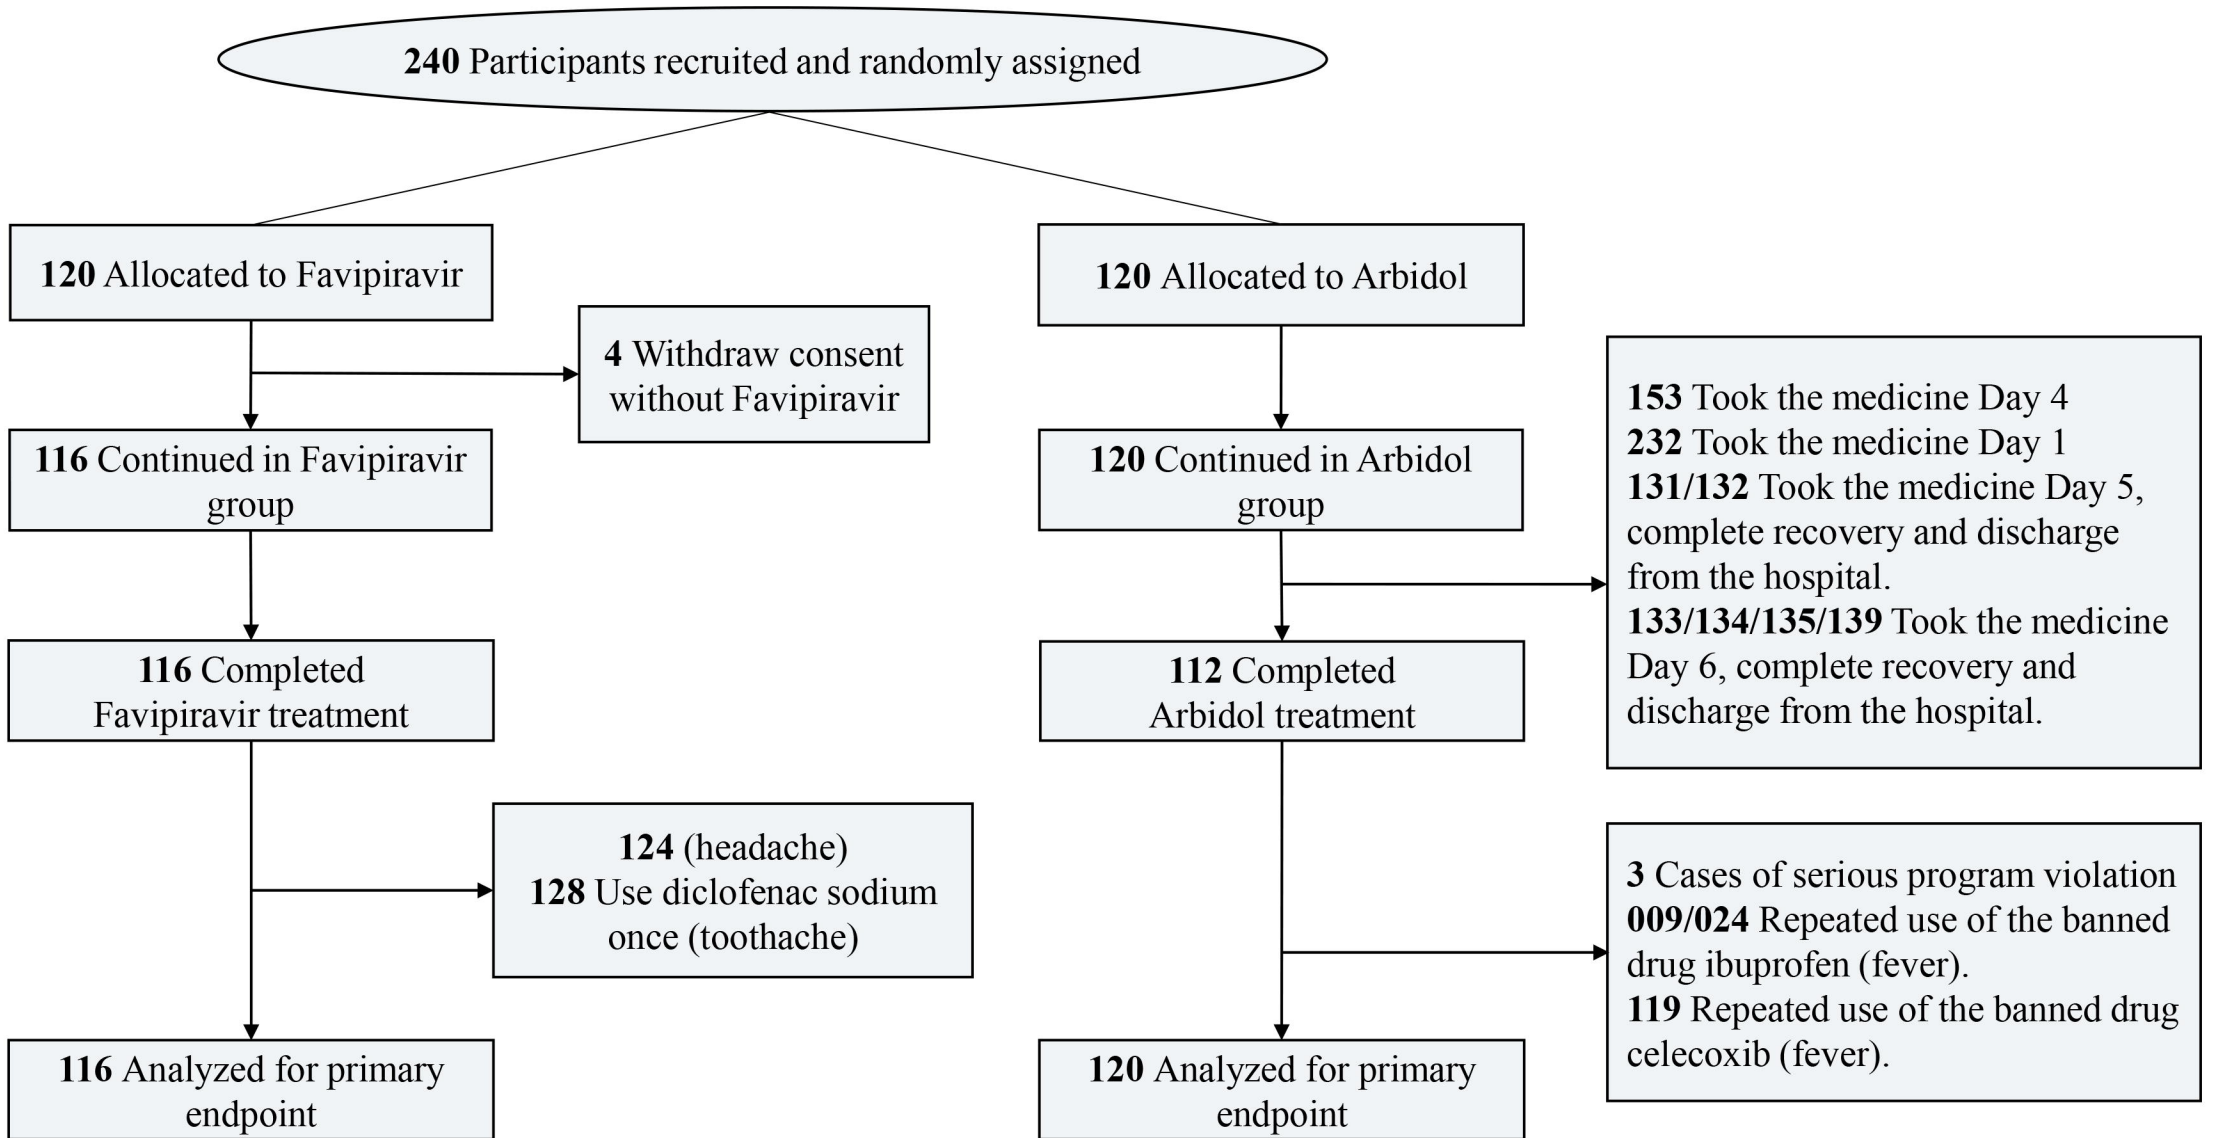 240 Participants recruited and randomly assigned
120 Allocated to Favipiravir
4 Withdraw consent
without Favipiravir
116 Continued in Favipiravir
group
116 Completed
Favipiravir treatment
124 (headache)
128 Use diclofenac sodium
once (toothache)
116 Analyzed for primary
endpoint
120 Allocated to Arbidol
120 Continued in Arbidol
group
153 Took the medicine Day 4
232 Took the medicine Day 1
131/132 Took the medicine Day 5,
complete recovery and discharge
from the hospital.
133/134/135/139 Took the medicine
Day 6, complete recovery and
discharge from the hospital.
112 Completed
Arbidol treatment
3 Cases of serious program violation
009/024 Repeated use of the banned
drug ibuprofen (fever).
119 Repeated use of the banned drug
celecoxib (fever).
120 Analyzed for primary
endpoint